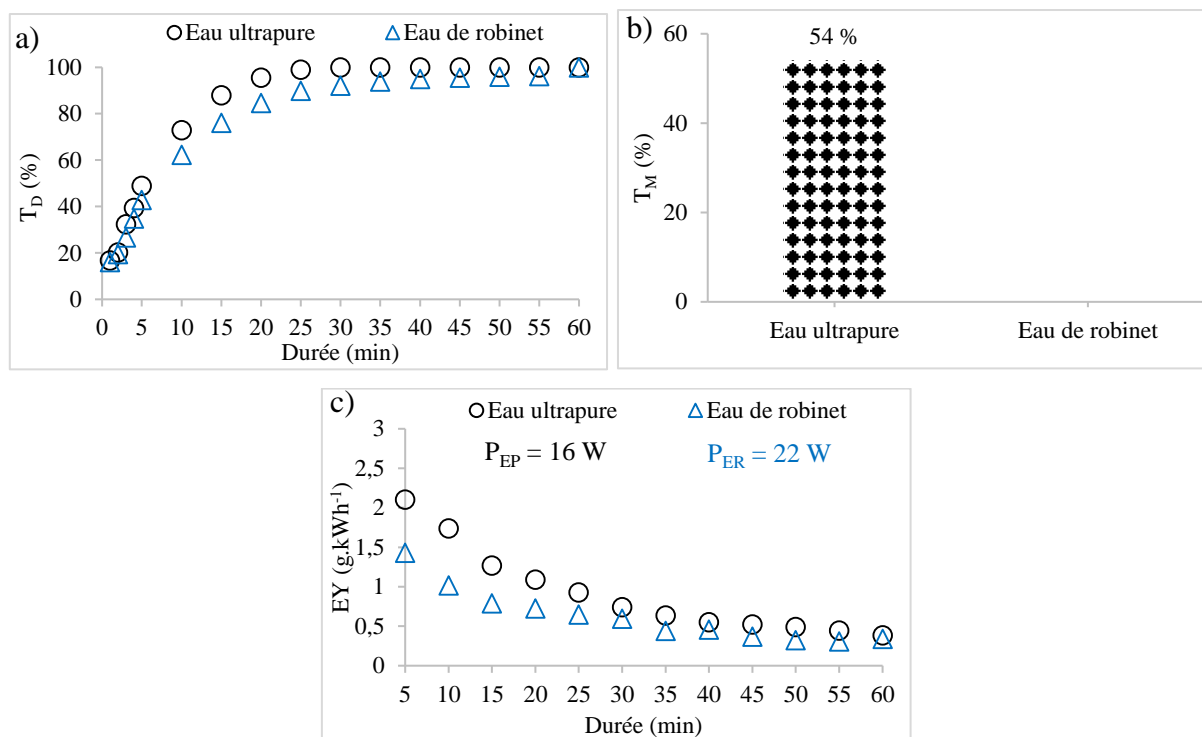 a)
Eau ultrapure
Eau de robinet
100
80
60
40
20
0
T_D (%)
0 5 10 15 20 25 30 35 40 45 50 55 60
Durée (min)
b)
54 %
60
40
20
0
T_M (%)
Eau ultrapure
Eau de robinet
c)
Eau ultrapure
Eau de robinet
P_EP = 16 W
P_ER = 22 W
3
2,5
2
1,5
1
0,5
0
EY (g.kWh⁻¹)
5 10 15 20 25 30 35 40 45 50 55 60
Durée (min)